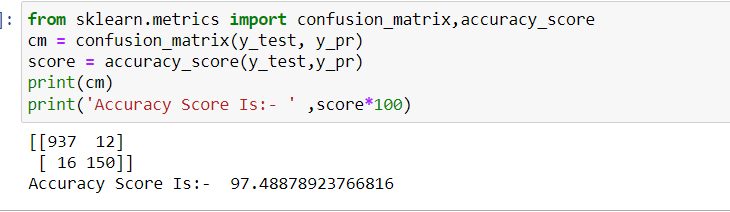 ]: from sklearn.metrics import confusion_matrix,accuracy_score
cm = confusion_matrix(y_test, y_pr)
score = accuracy_score(y_test,y_pr)
print(cm)
print('Accuracy Score Is:- ' ,score*100)
[[937  12]
 [ 16 150]]
Accuracy Score Is:-  97.48878923766816